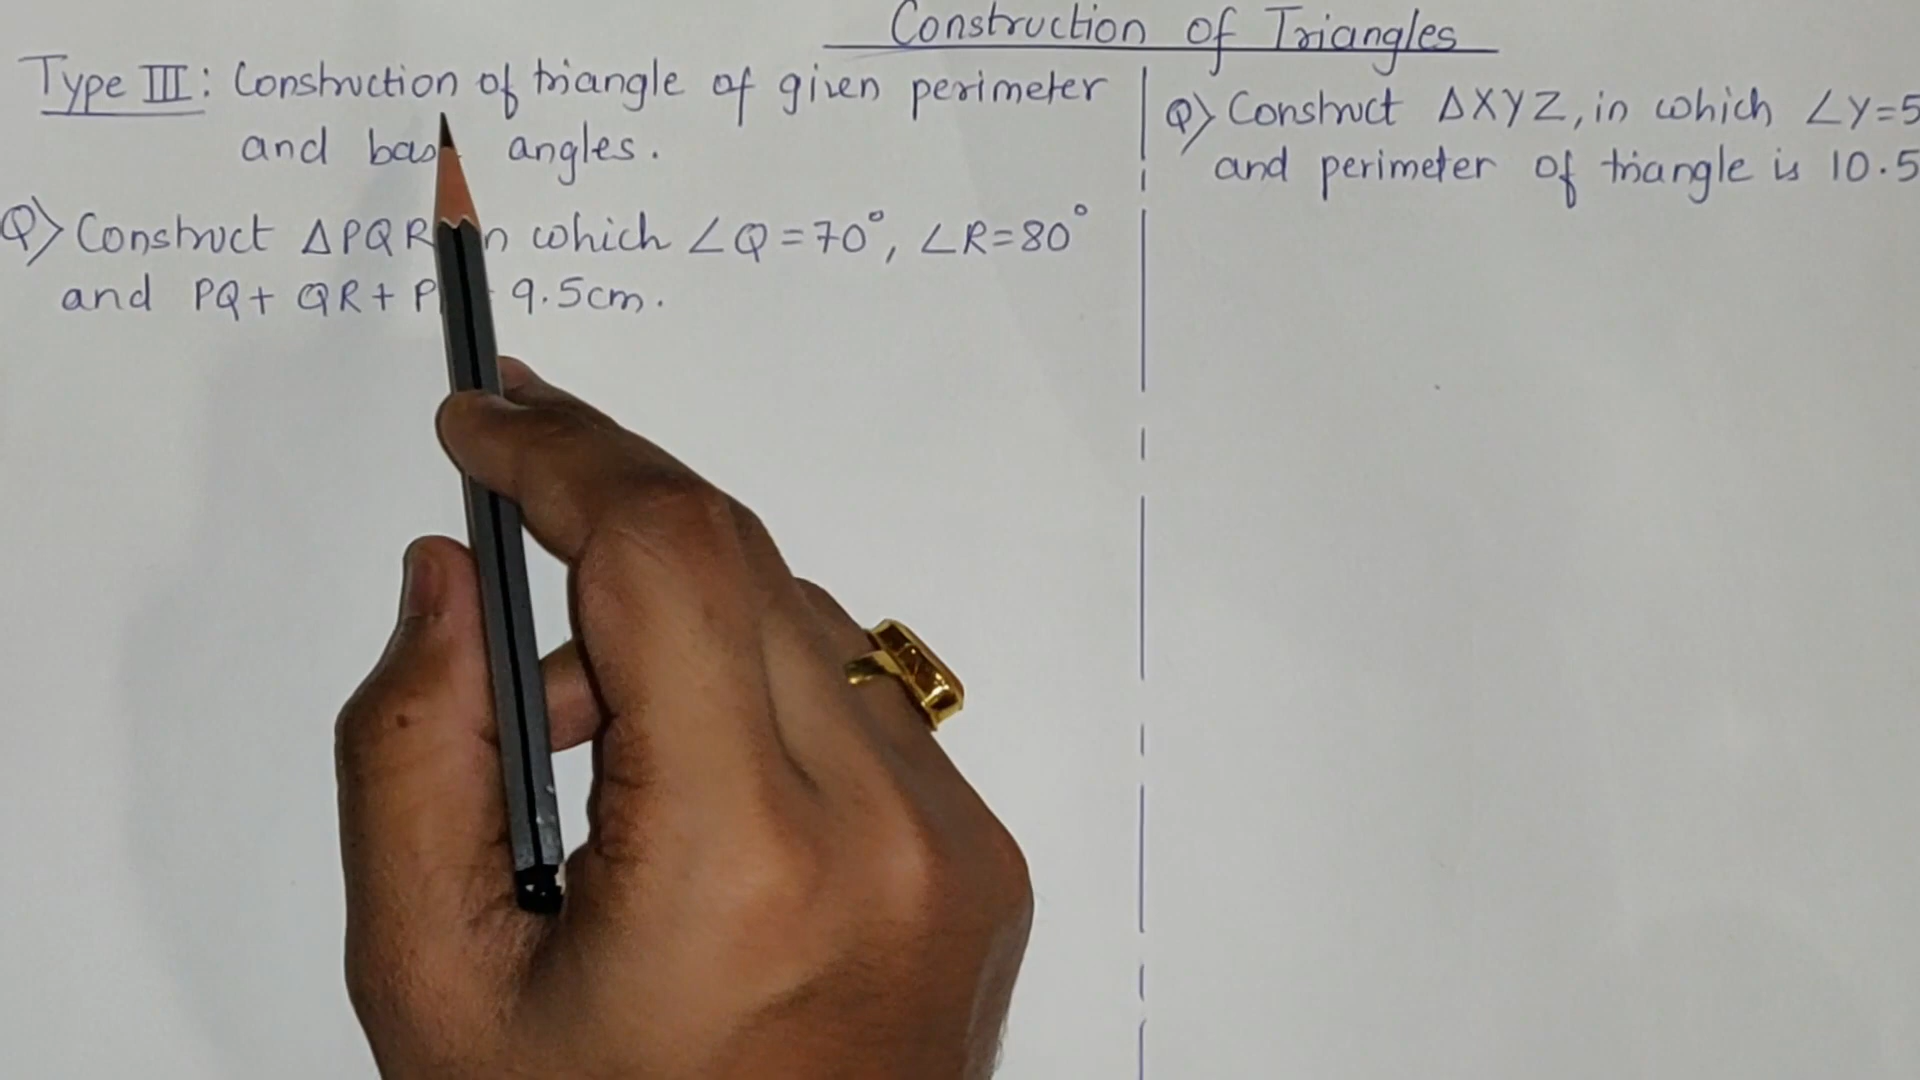 Construction of Triangles
Type III: Construction of triangle of given perimeter
and angles.
Q> Construct ΔPQR which ∠Q=70°, ∠R=80°
and PQ+ QR+ P 9.5cm.
Q> Construct ΔXYZ, in which ∠Y=5
and perimeter of triangle is 10.5